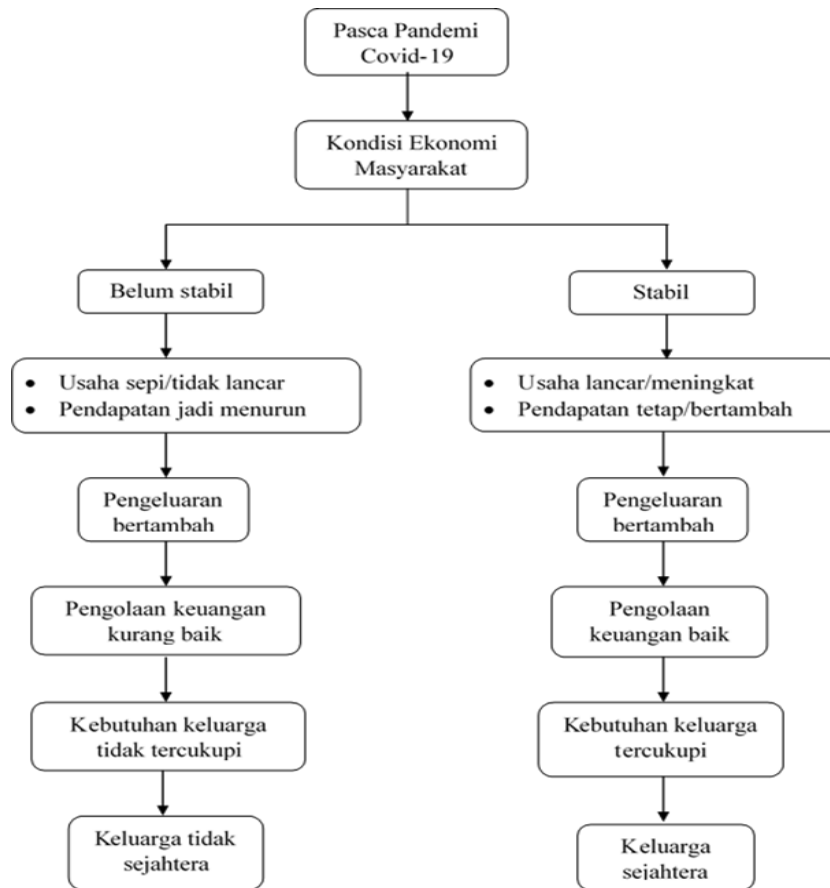 Pasca Pandemi
Covid-19
Kondisi Ekonomi
Masyarakat
Belum stabil
Stabil
• Usaha sepi/tidak lancar
• Pendapatan jadi menurun
• Usaha lancar/meningkat
• Pendapatan tetap/bertambah
Pengeluaran
bertambah
Pengeluaran
bertambah
Pengolaan keuangan
kurang baik
Pengolaan
keuangan baik
Kebutuhan keluarga
tidak tercukupi
Kebutuhan keluarga
tercukupi
Keluarga tidak
sejahtera
Keluarga
sejahtera